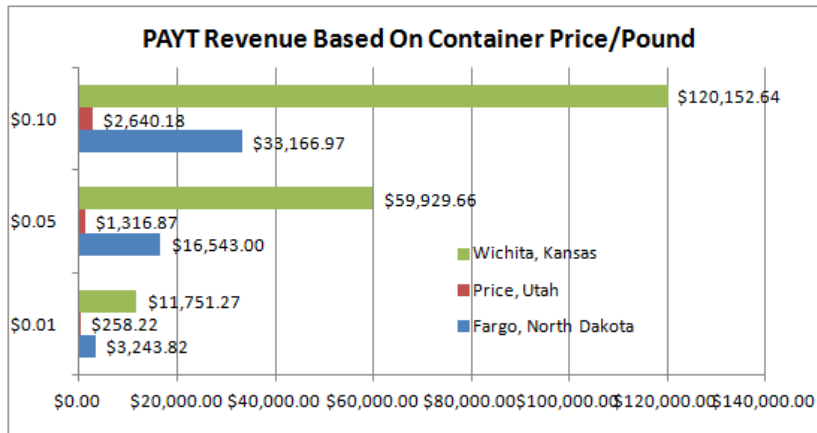 PAYT Revenue Based On Container Price/Pound
$0.10
$120,152.64
$2,640.18
$33,166.97
$0.05
$59,929.66
$1,316.87
$16,543.00
$0.01
$11,751.27
$258.22
$3,243.82
Wichita, Kansas
Price, Utah
Fargo, North Dakota
$0.00 $20,000.00 $40,000.00 $60,000.00 $80,000.00 $100,000.00 $120,000.00 $140,000.00